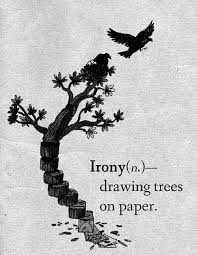 Irony(n.)—
drawing trees
on paper.